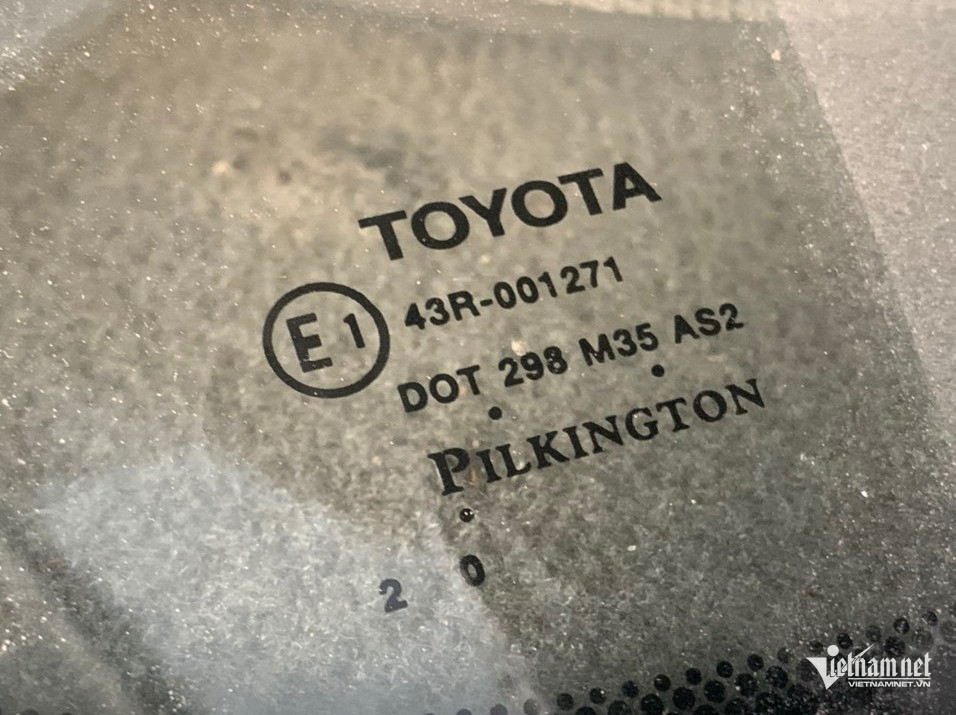 TOYOTA
E1 43R-001271
DOT 298 M35 AS2
PILKINGTON
2 0
Vietnamnet
VIETNAMNET.VN